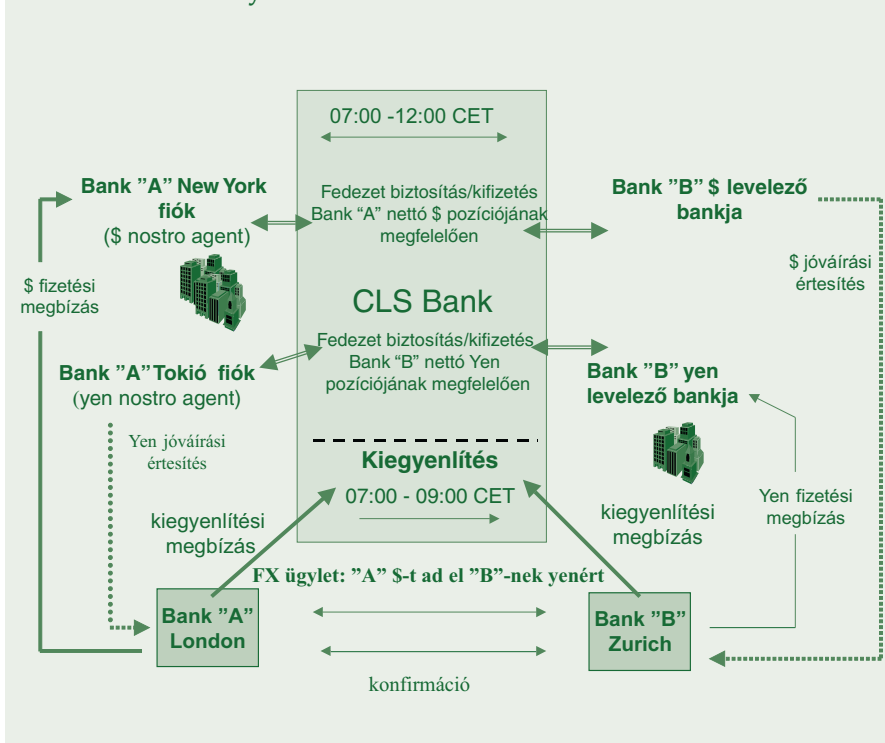 07:00 -12:00 CET
Bank ”A” New York
fiók
($ nostro agent)
Fedezet biztosítás/kifizetés
Bank “A” nettó $ pozíciójának
megfelelően
Bank ”B” $ levelező
bankja
$ fizetési
megbízás
$ jóváírási
értesítés
CLS Bank
Fedezet biztosítás/kifizetés
Bank “B” nettó Yen
pozíciójának megfelelően
Bank ”A” Tokió fiók
(yen nostro agent)
Bank ”B” yen
levelező bankja
Yen jóváírási
értesítés
Kiegyenlítés
07:00 - 09:00 CET
kiegyenlítési
megbízás
kiegyenlítési
megbízás
Yen fizetési
megbízás
FX ügylet: ”A” $-t ad el ”B”-nek yenért
Bank ”A”
London
Bank ”B”
Zurich
konfirmáció